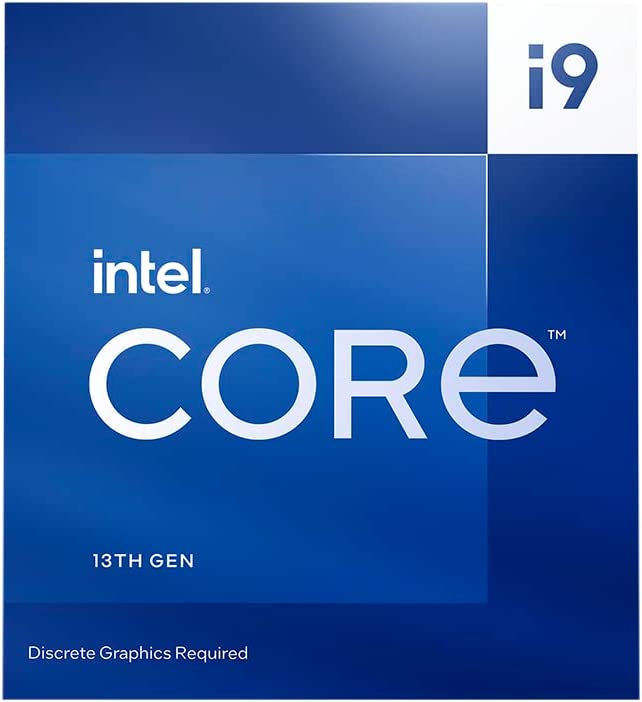 i9
intel.
CORE™
13TH GEN
Discrete Graphics Required